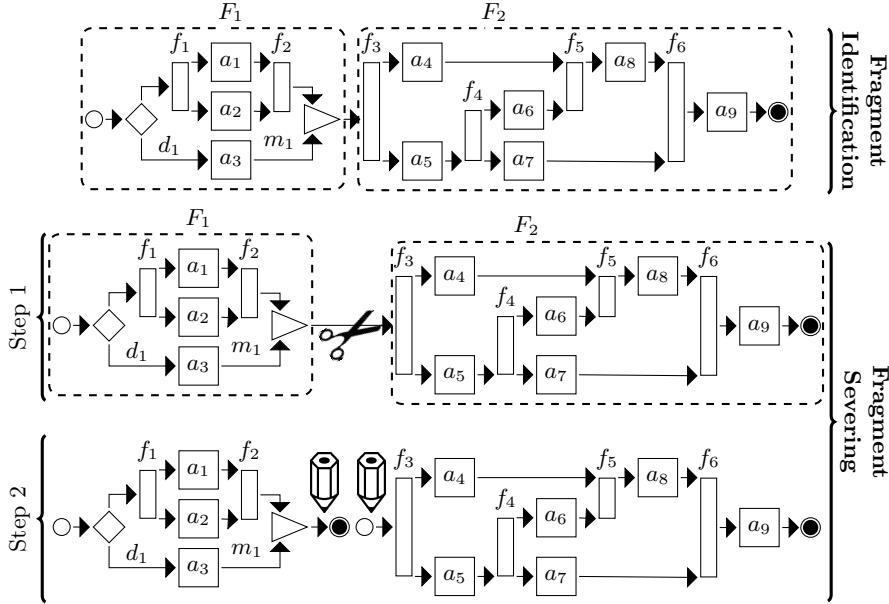 F1 F2
f1 f2 f3 f5 f6
a1 a4 a8
f4
a2 a6 a9
d1 m1
a3 a5 a7
Fragment
Identification
F1 F2
f1 f2 f3 f5 f6
a1 a4 a8
f4
a2 a6 a9
d1 m1
a3 a5 a7
Step 1
f1 f2 f3 f5 f6
a1 a4 a8
f4
a2 a6 a9
d1 m1
a3 a5 a7
Step 2
Fragment
Severing